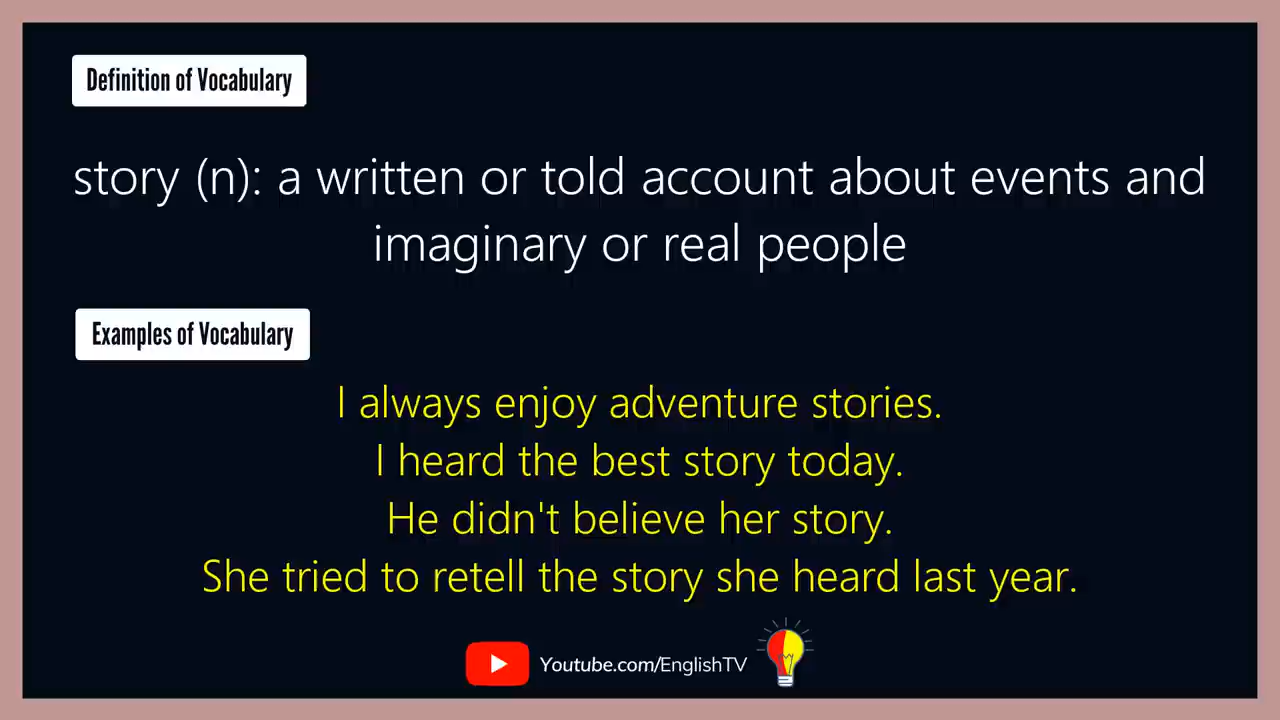 Definition of Vocabulary
story (n): a written or told account about events and
imaginary or real people
Examples of Vocabulary
I always enjoy adventure stories.
I heard the best story today.
He didn't believe her story.
She tried to retell the story she heard last year.
Youtube.com/EnglishTV